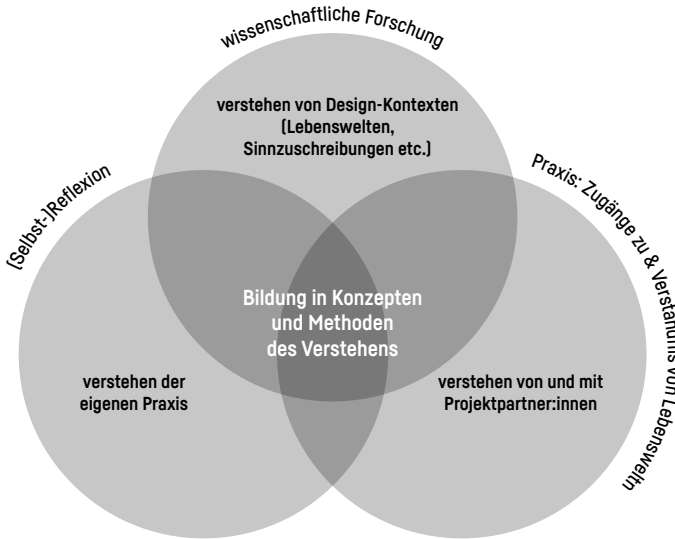 wissenschaftliche Forschung
verstehen von Design-Kontexten
(Lebenswelten,
Sinnzuschreibungen etc.)
(Selbst-)Reflexion
Praxis: Zugänge zu & Verständnis von Lebensweltn
Bildung in Konzepten
und Methoden
des Verstehens
verstehen der
eigenen Praxis
verstehen von und mit
Projektpartner:innen